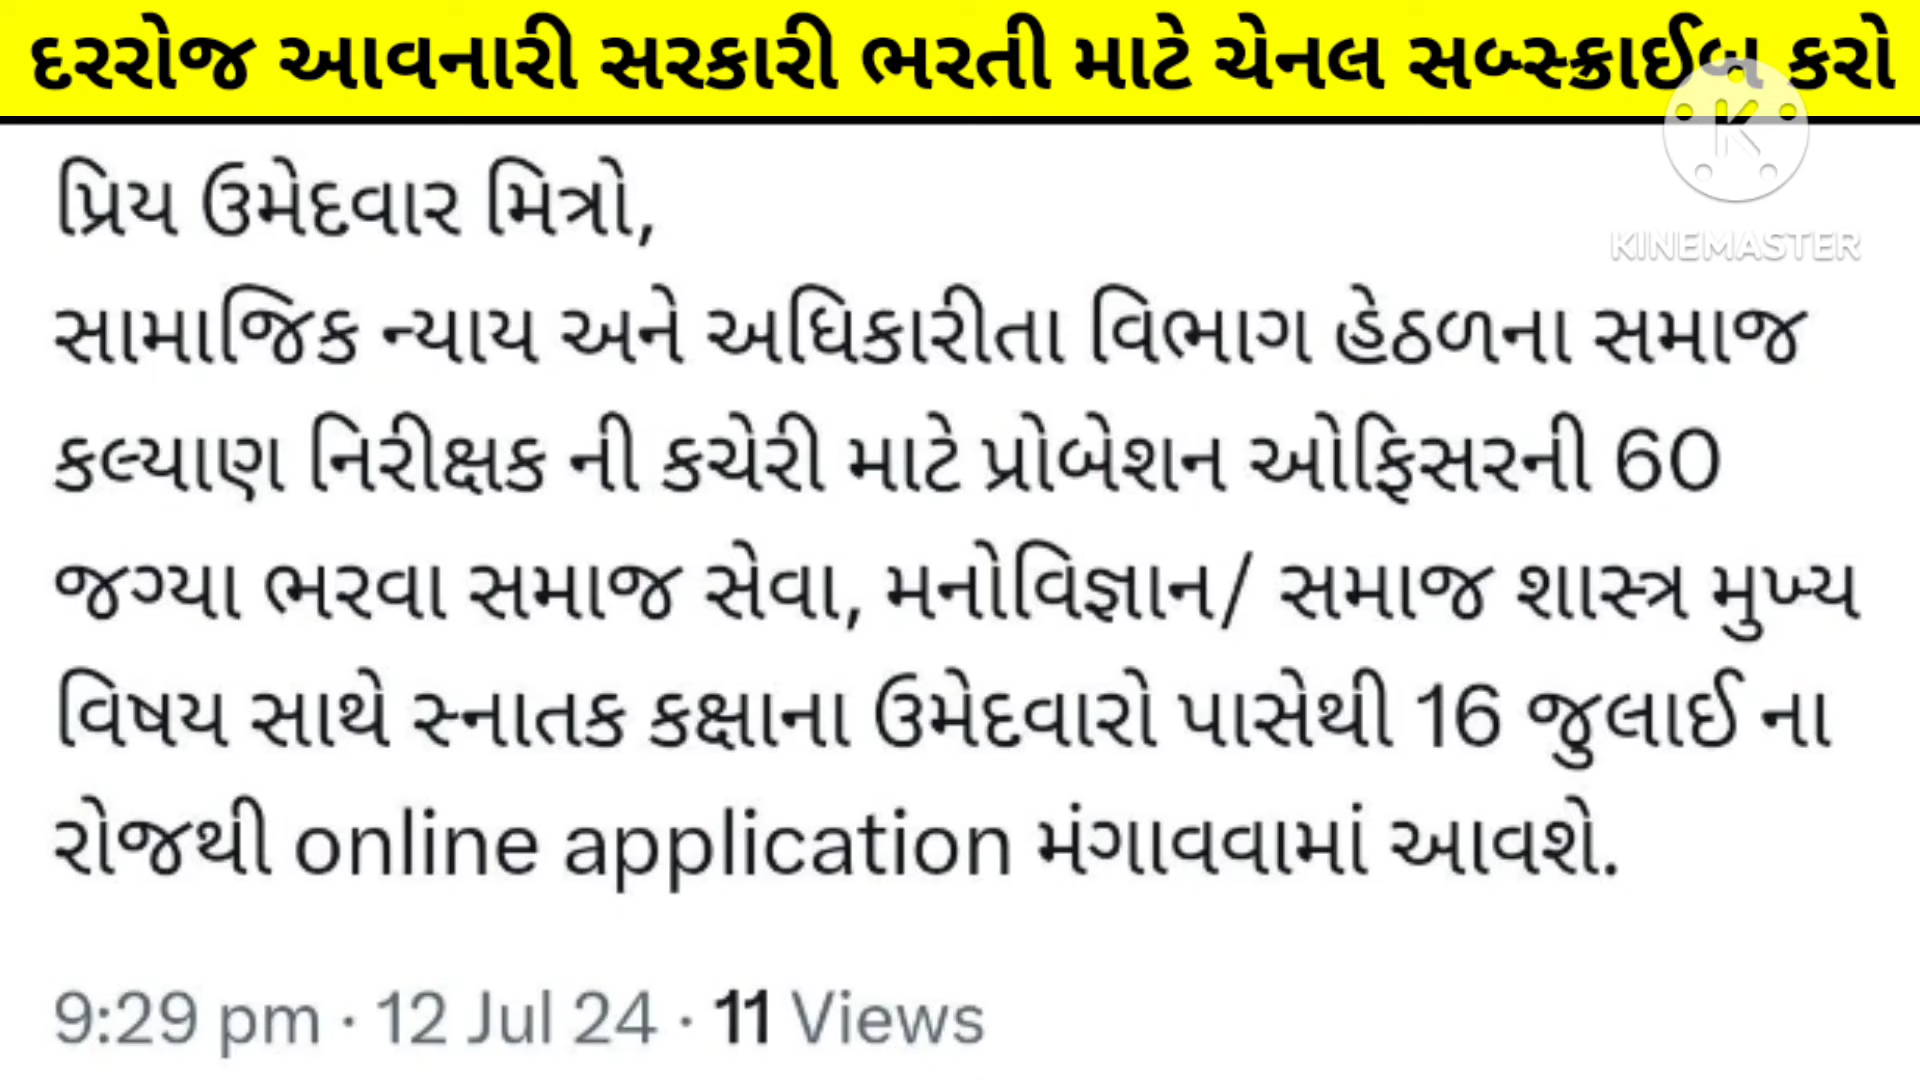 દરરોજ આવનારી સરકારી ભરતી માટે ચેનલ સબ્સ્ક્રાઈબ કરો
K
KINEMASTER
પ્રિય ઉમેદવાર મિત્રો,
સામાજિક ન્યાય અને અધિકારીતા વિભાગ હેઠળના સમાજ
કલ્યાણ નિરીક્ષક ની કચેરી માટે પ્રોબેશન ઓફિસરની 60
જગ્યા ભરવા સમાજ સેવા, મનોવિજ્ઞાન/ સમાજ શાસ્ત્ર મુખ્ય
વિષય સાથે સ્નાતક કક્ષાના ઉમેદવારો પાસેથી 16 જુલાઈ ના
રોજથી online application મંગાવવામાં આવશે.
9:29 pm · 12 Jul 24 · 11 Views